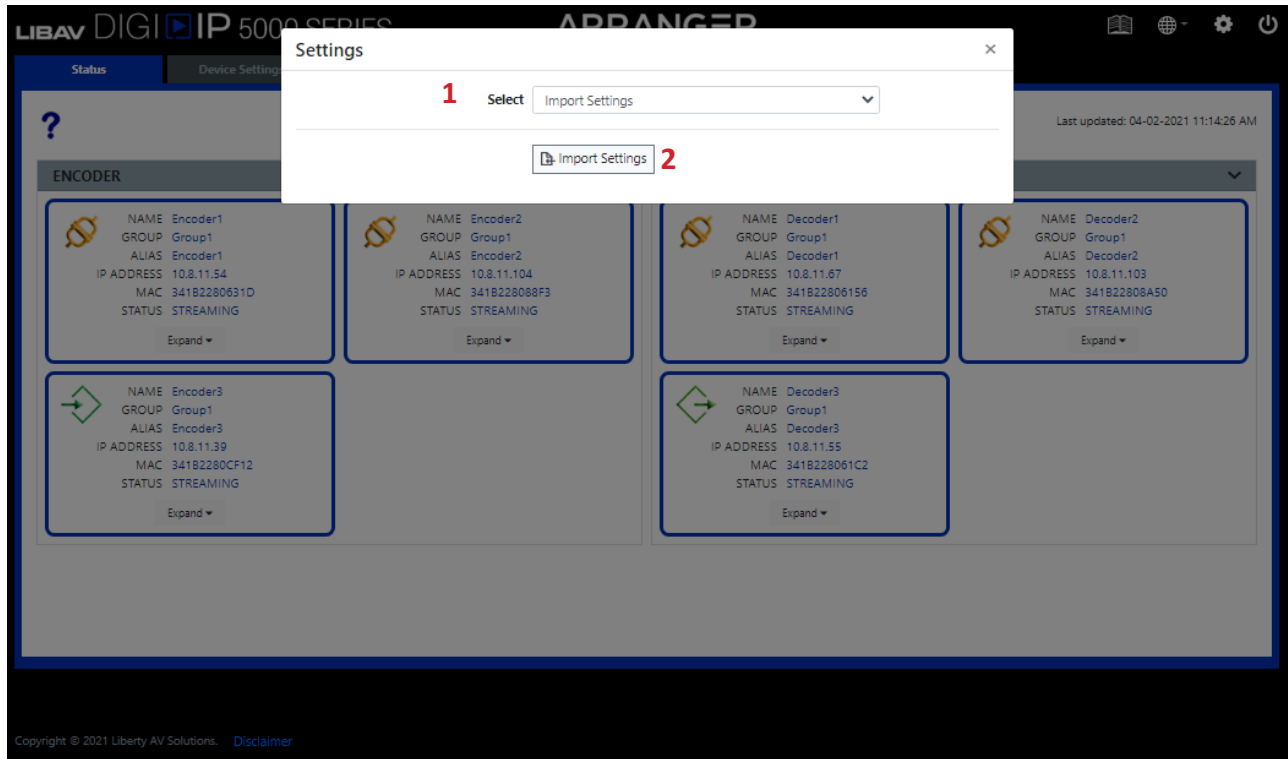 LIBAV DIGI IP 5000 SERIES
ARRANGER
Settings
×
Status
Device Settings
1
Select
Import Settings
?
Last updated: 04-02-2021 11:14:26 AM
Import Settings
2
ENCODER
NAME Encoder1
GROUP Group1
ALIAS Encoder1
IP ADDRESS 10.8.11.54
MAC 341B2280631D
STATUS STREAMING
Expand
NAME Encoder2
GROUP Group1
ALIAS Encoder2
IP ADDRESS 10.8.11.104
MAC 341B228088F3
STATUS STREAMING
Expand
NAME Decoder1
GROUP Group1
ALIAS Decoder1
IP ADDRESS 10.8.11.67
MAC 341B22806156
STATUS STREAMING
Expand
NAME Decoder2
GROUP Group1
ALIAS Decoder2
IP ADDRESS 10.8.11.103
MAC 341B22808A50
STATUS STREAMING
Expand
NAME Encoder3
GROUP Group1
ALIAS Encoder3
IP ADDRESS 10.8.11.39
MAC 341B2280CF12
STATUS STREAMING
Expand
NAME Decoder3
GROUP Group1
ALIAS Decoder3
IP ADDRESS 10.8.11.55
MAC 341B228061C2
STATUS STREAMING
Expand
Copyright © 2021 Liberty AV Solutions. Disclaimer